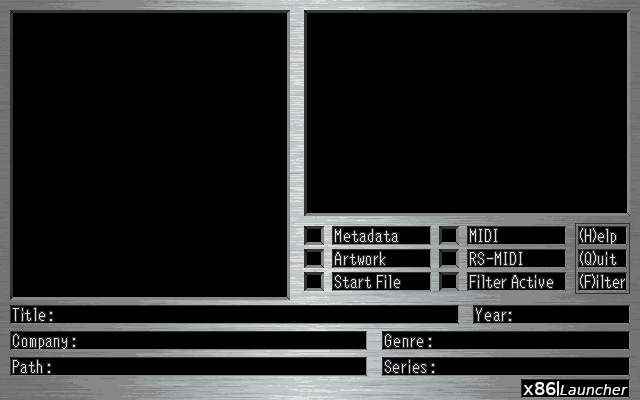 Metadata MIDI (H)elp
Artwork RS-MIDI (Q)uit
Start File Filter Active (F)ilter
Title: Year:
Company: Genre:
Path: Series:
x86|Launcher